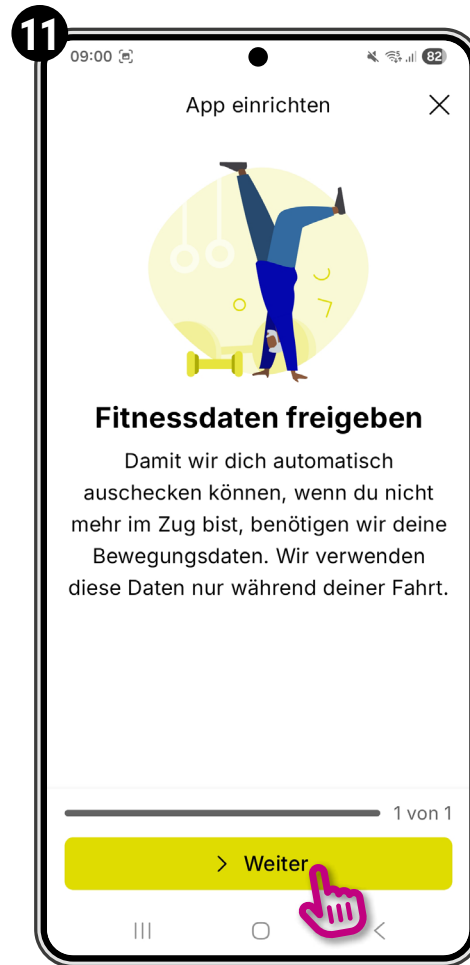 11
09:00 82
App einrichten
Fitnessdaten freigeben
Damit wir dich automatisch
auschecken können, wenn du nicht
mehr im Zug bist, benötigen wir deine
Bewegungsdaten. Wir verwenden
diese Daten nur während deiner Fahrt.
1 von 1
Weiter